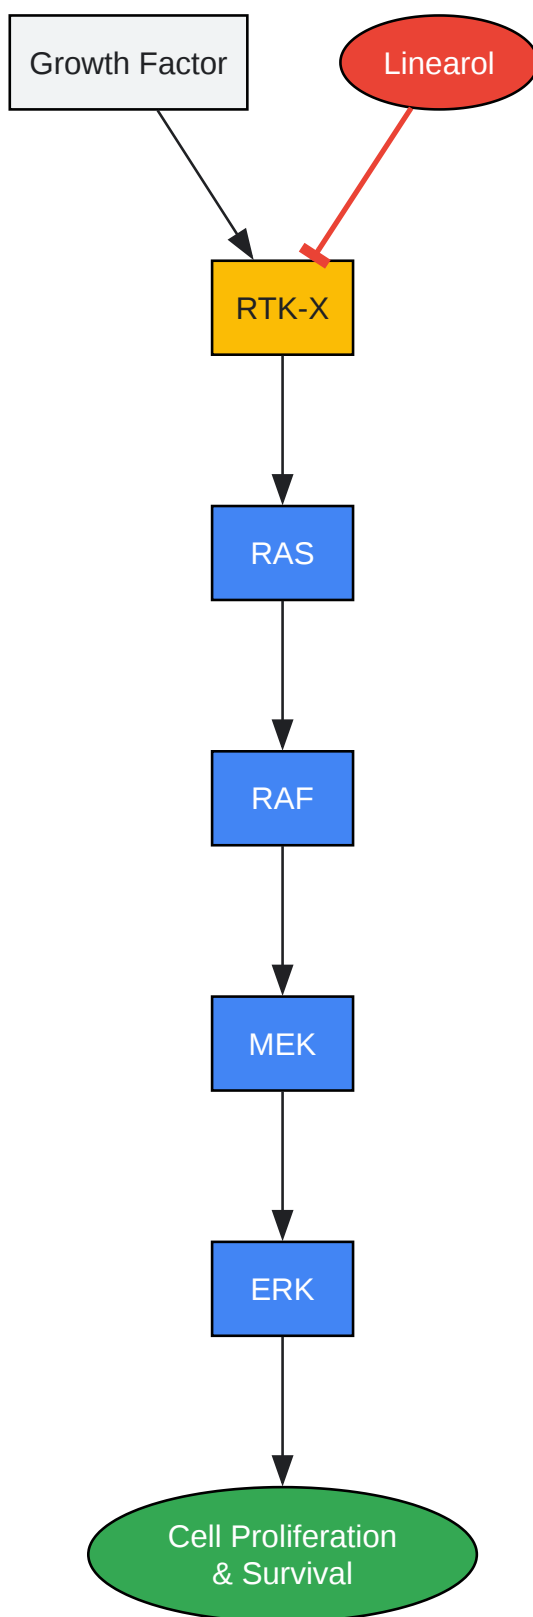 Growth Factor
Linearol
RTK-X
RAS
RAF
MEK
ERK
Cell Proliferation
& Survival